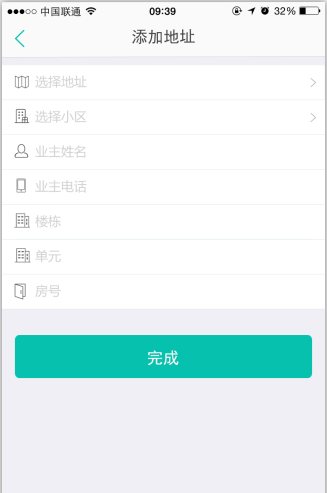 中国联通 09:39 32%
添加地址
选择地址
选择小区
业主姓名
业主电话
楼栋
单元
房号
完成